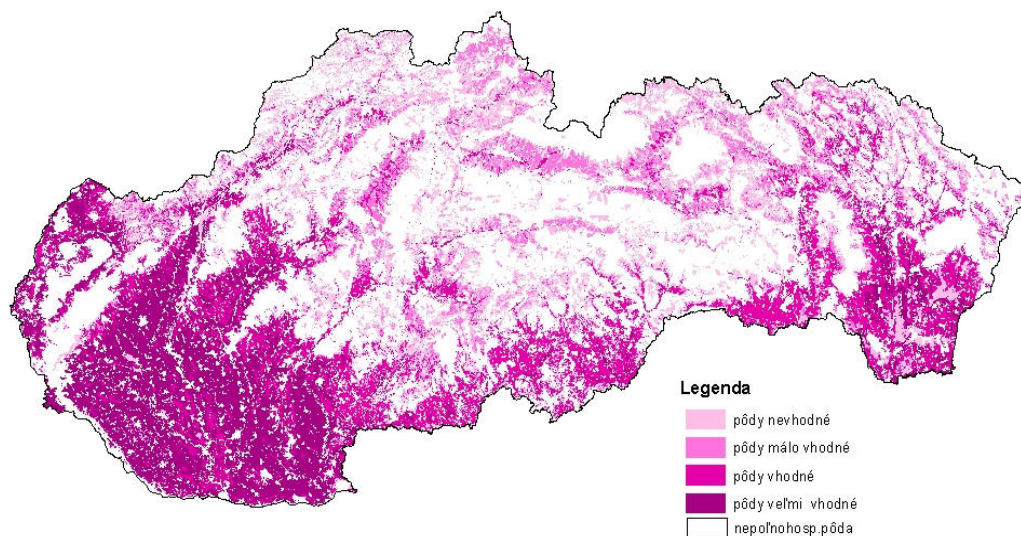 Legenda
pôdy nevhodné
pôdy málo vhodné
pôdy vhodné
pôdy veľmi vhodné
nepoľnohosp.pôda